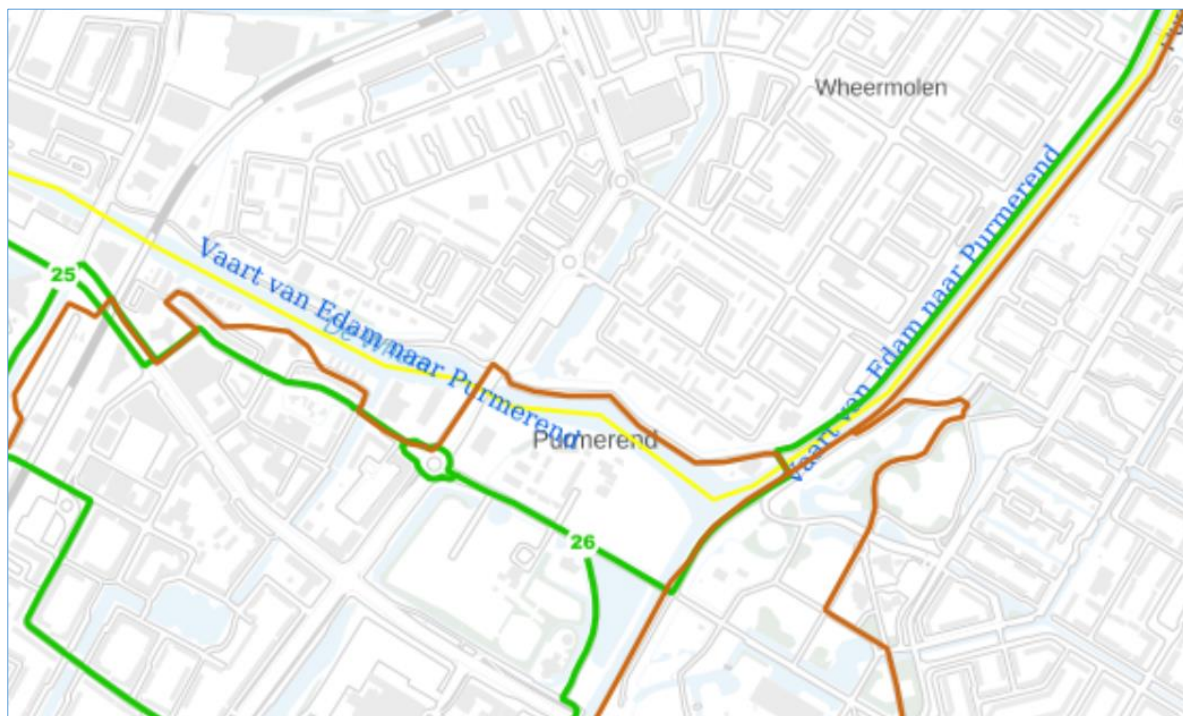 Wheermolen
Vaart van Edam naar Purmerend
25
Vaart van Edam naar Purmerend
Purmerend
26